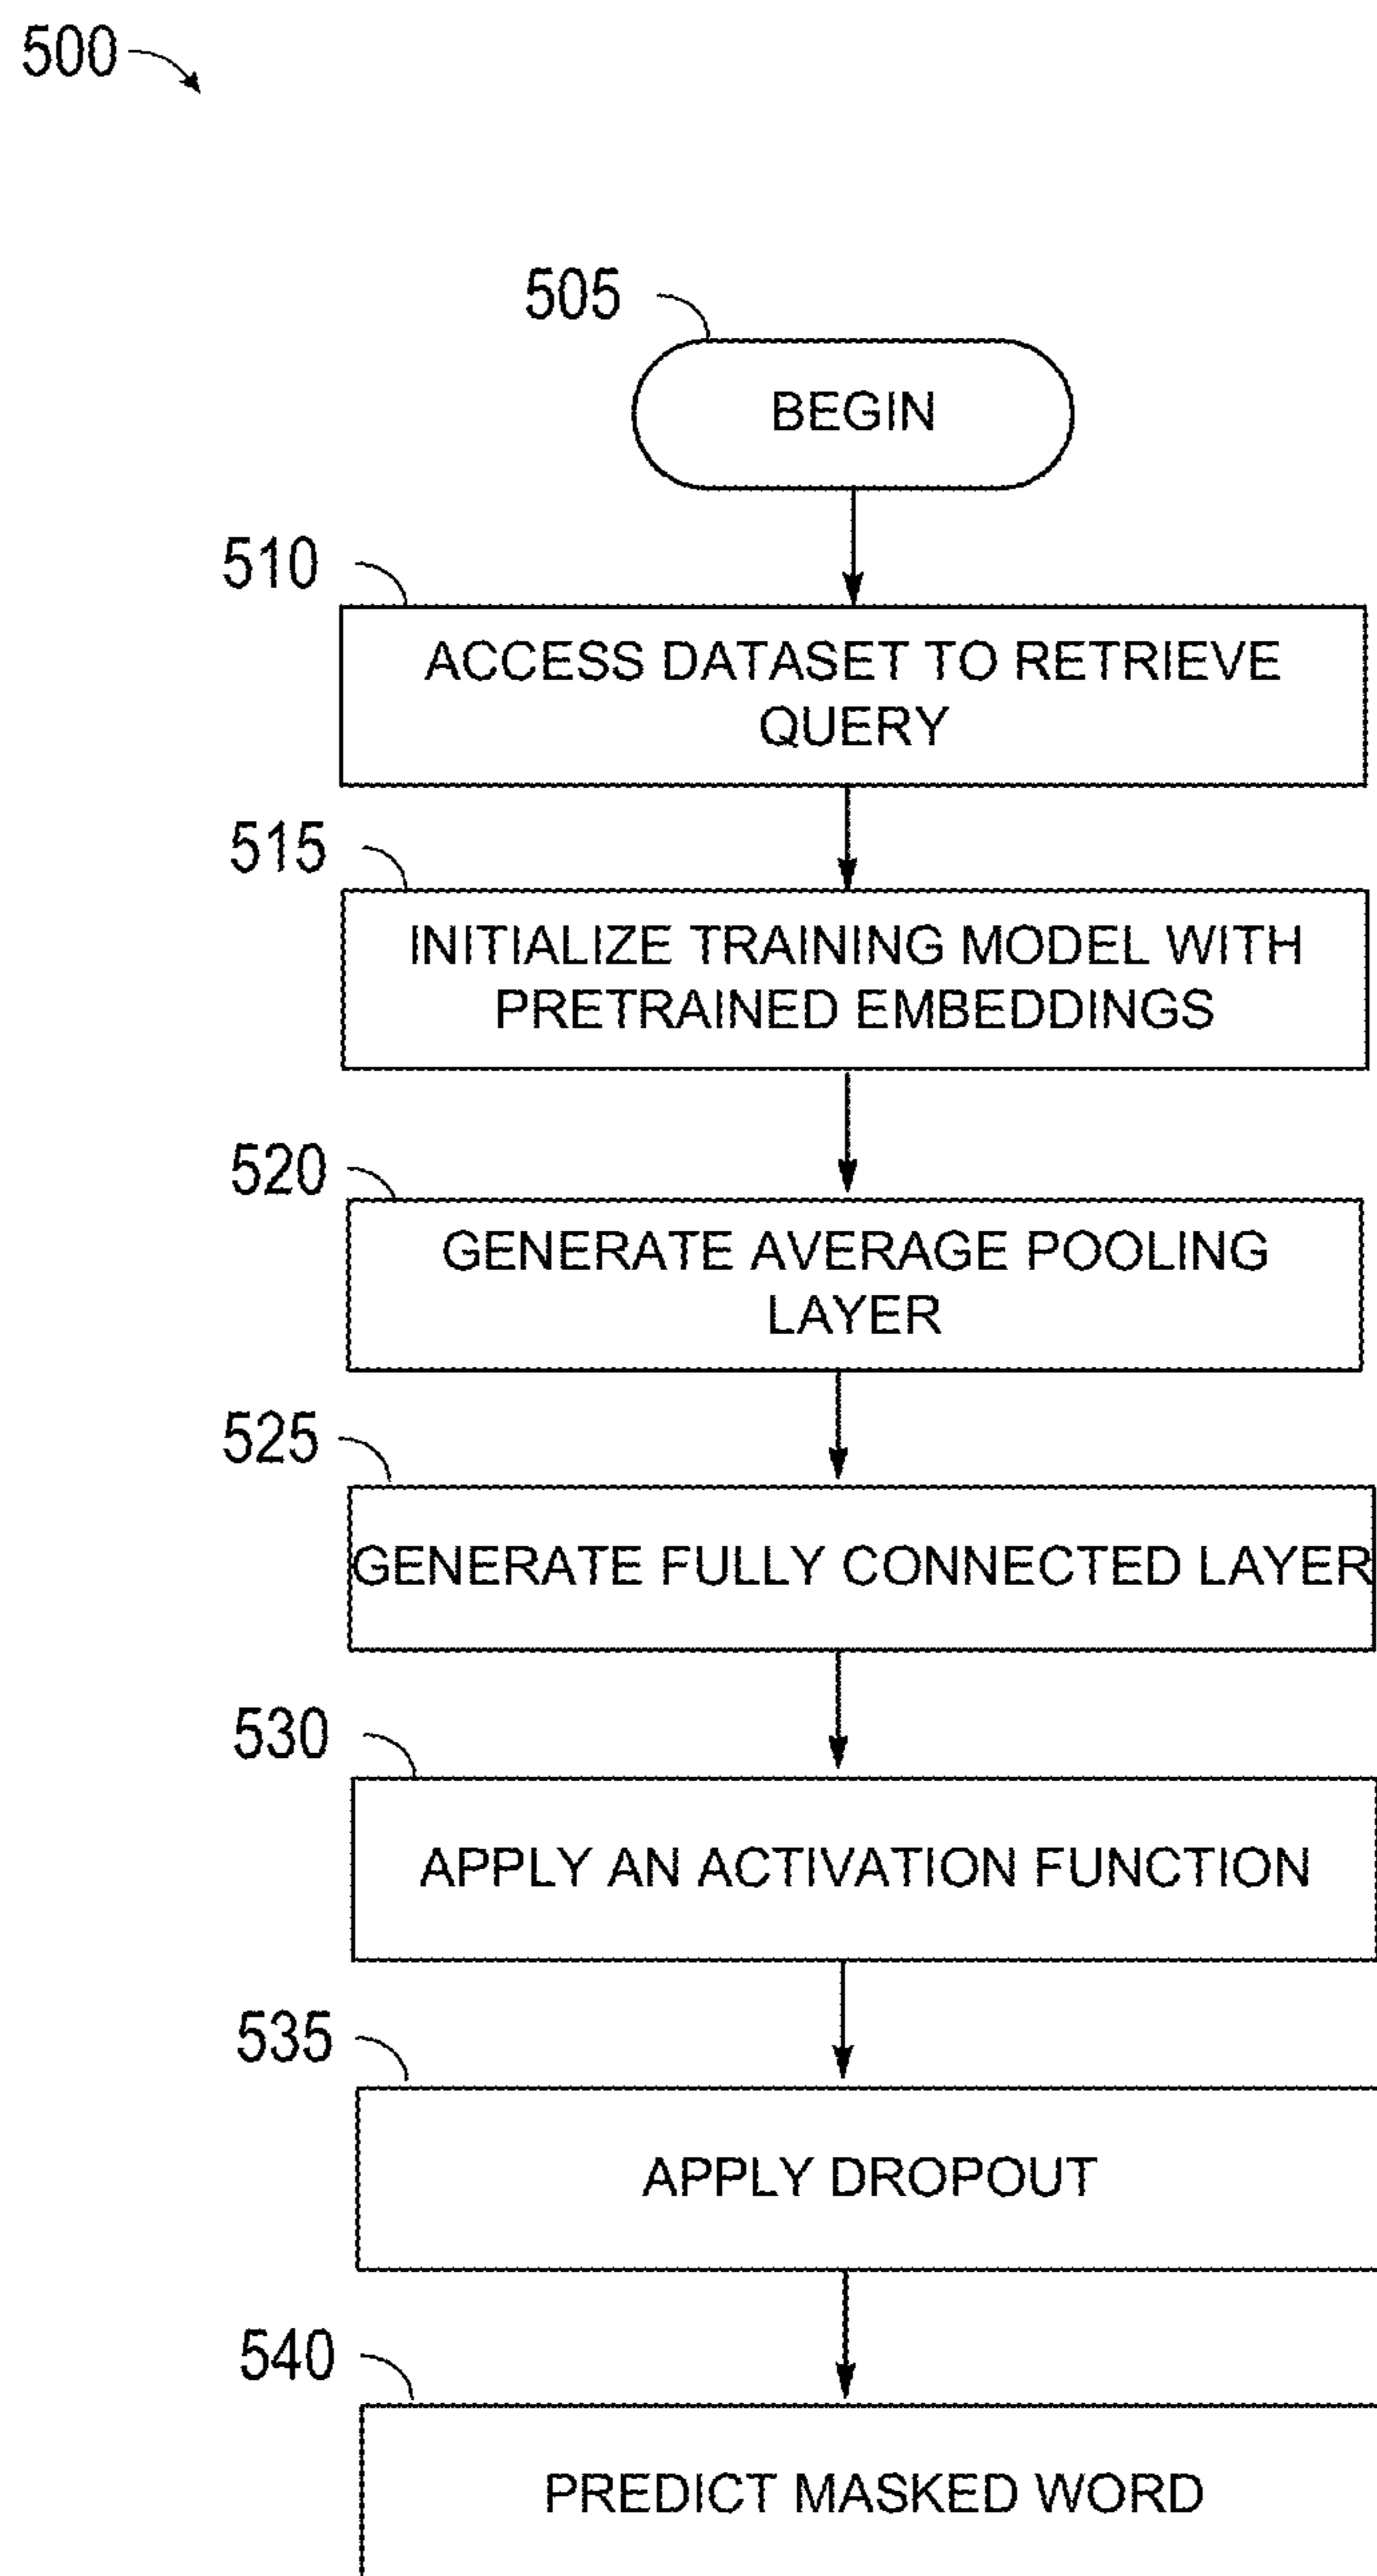 500
505
BEGIN
510
ACCESS DATASET TO RETRIEVE
QUERY
515
INITIALIZE TRAINING MODEL WITH
PRETRAINED EMBEDDINGS
520
GENERATE AVERAGE POOLING
LAYER
525
GENERATE FULLY CONNECTED LAYER
530
APPLY AN ACTIVATION FUNCTION
535
APPLY DROPOUT
540
PREDICT MASKED WORD